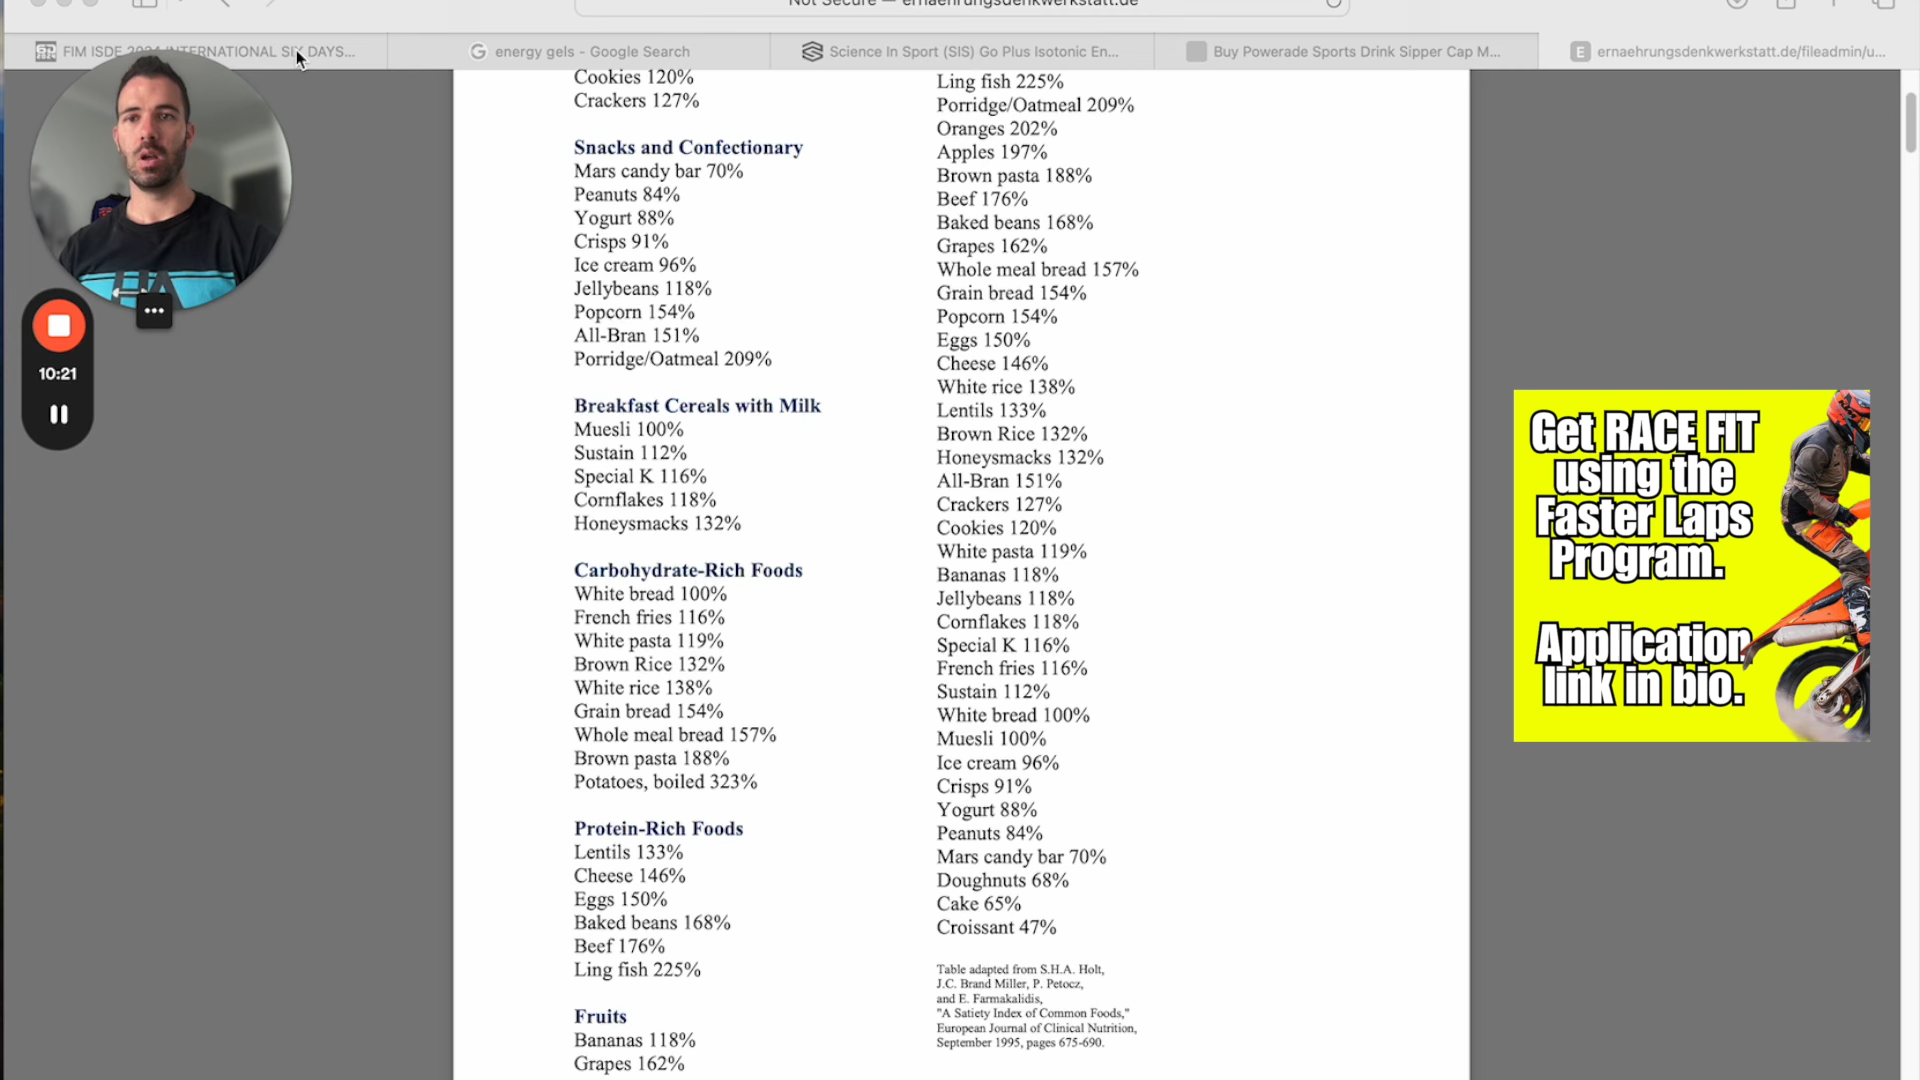 Not Secure — ernaehrungsdenkwerkstatt.de
FIM ISDE 2024 INTERNATIONAL SIX DAYS...
energy gels - Google Search
Science In Sport (SIS) Go Plus Isotonic En...
Buy Powerade Sports Drink Sipper Cap M...
E
ernaehrungsdenkwerkstatt.de/fileadmin/u...
10:21
Cookies 120%
Crackers 127%
Snacks and Confectionary
Mars candy bar 70%
Peanuts 84%
Yogurt 88%
Crisps 91%
Ice cream 96%
Jellybeans 118%
Popcorn 154%
All-Bran 151%
Porridge/Oatmeal 209%
Breakfast Cereals with Milk
Muesli 100%
Sustain 112%
Special K 116%
Cornflakes 118%
Honeysmacks 132%
Carbohydrate-Rich Foods
White bread 100%
French fries 116%
White pasta 119%
Brown Rice 132%
White rice 138%
Grain bread 154%
Whole meal bread 157%
Brown pasta 188%
Potatoes, boiled 323%
Protein-Rich Foods
Lentils 133%
Cheese 146%
Eggs 150%
Baked beans 168%
Beef 176%
Ling fish 225%
Fruits
Bananas 118%
Grapes 162%
Ling fish 225%
Porridge/Oatmeal 209%
Oranges 202%
Apples 197%
Brown pasta 188%
Beef 176%
Baked beans 168%
Grapes 162%
Whole meal bread 157%
Grain bread 154%
Popcorn 154%
Eggs 150%
Cheese 146%
White rice 138%
Lentils 133%
Brown Rice 132%
Honeysmacks 132%
All-Bran 151%
Crackers 127%
Cookies 120%
White pasta 119%
Bananas 118%
Jellybeans 118%
Cornflakes 118%
Special K 116%
French fries 116%
Sustain 112%
White bread 100%
Muesli 100%
Ice cream 96%
Crisps 91%
Yogurt 88%
Peanuts 84%
Mars candy bar 70%
Doughnuts 68%
Cake 65%
Croissant 47%
Table adapted from S.H.A. Holt,
J.C. Brand Miller, P. Petocz,
and E. Farmakalidis,
"A Satiety Index of Common Foods,"
European Journal of Clinical Nutrition,
September 1995, pages 675-690.
Get RACE FIT
using the
Faster Laps
Program.
Application
link in bio.